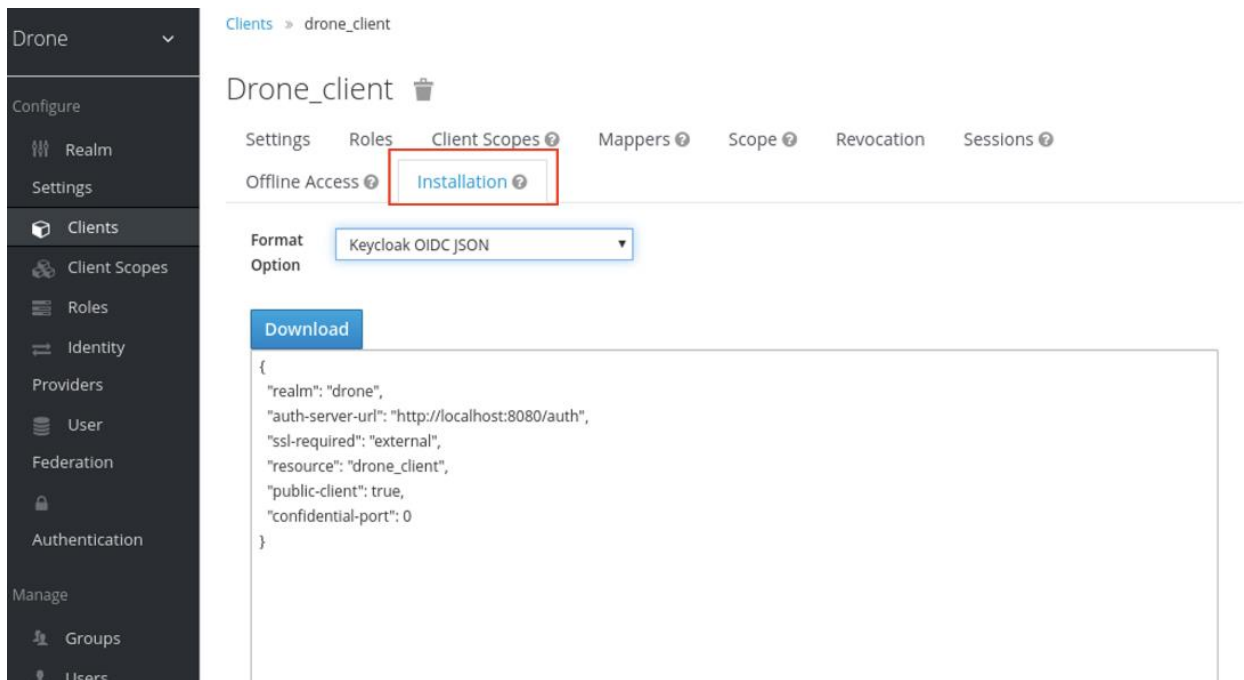 Drone
Clients » drone_client
Drone_client
Configure
Realm
Settings
Clients
Client Scopes
Roles
Identity
Providers
User
Federation
Authentication
Manage
Groups
Users
Settings Roles Client Scopes Mappers Scope Revocation Sessions
Offline Access Installation
Format
Option
Keycloak OIDC JSON
Download
{
"realm": "drone",
"auth-server-url": "http://localhost:8080/auth",
"ssl-required": "external",
"resource": "drone_client",
"public-client": true,
"confidential-port": 0
}